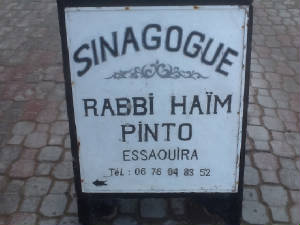 SINAGOGUE
RABBI HAÏM
PINTO
ESSAOUIRA
Tél : 06 76 04 83 52